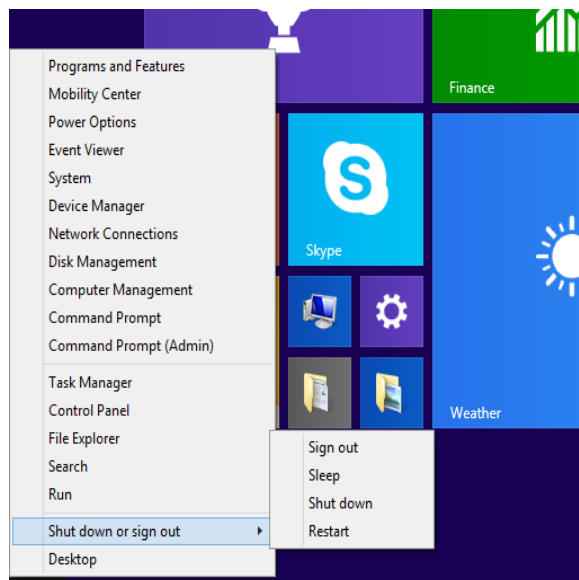 Programs and Features
Mobility Center
Power Options
Event Viewer
System
Device Manager
Network Connections
Disk Management
Computer Management
Command Prompt
Command Prompt (Admin)
Task Manager
Control Panel
File Explorer
Search
Run
Shut down or sign out
Desktop
Sign out
Sleep
Shut down
Restart
Finance
Skype
Weather